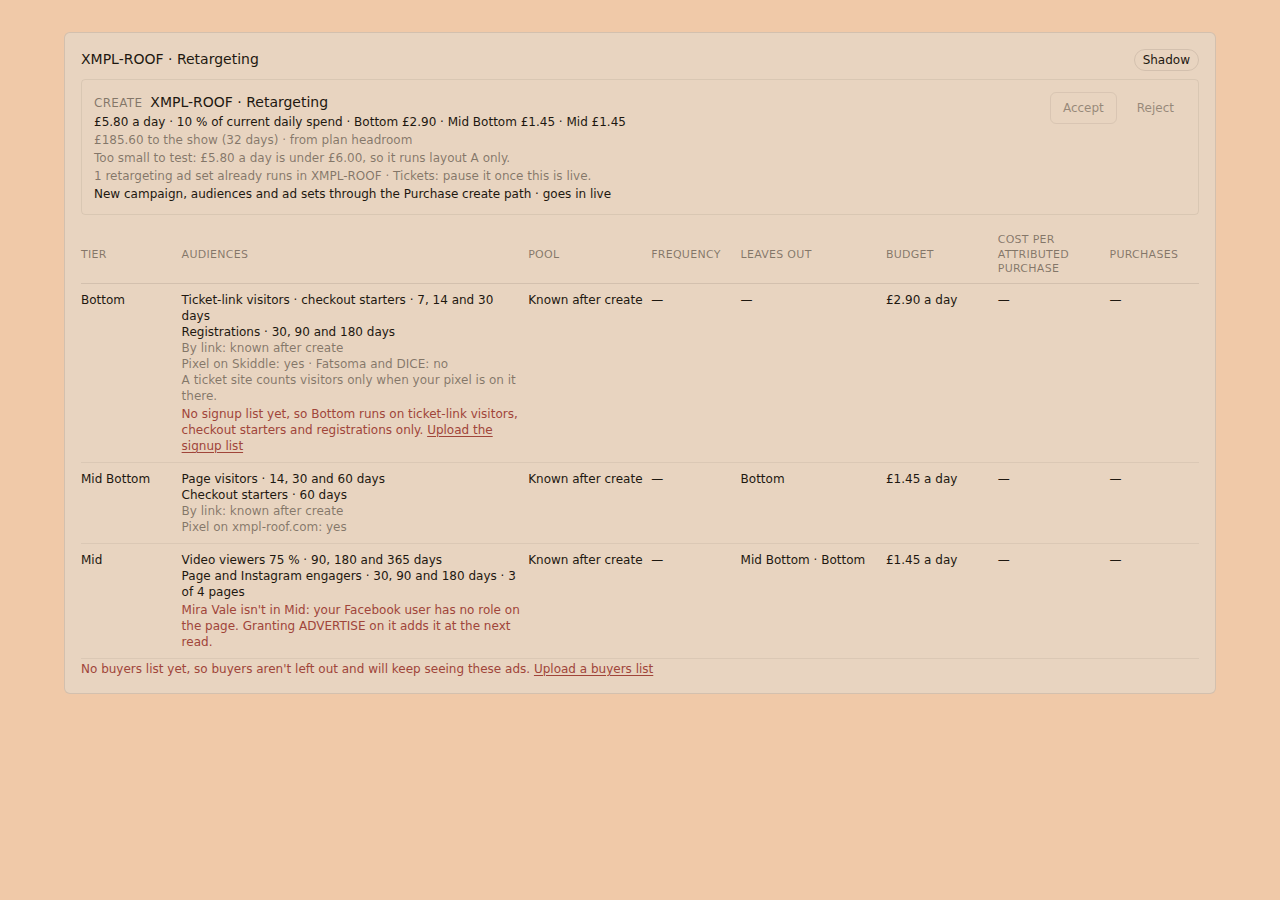 XMPL-ROOF · Retargeting
Shadow
CREATE XMPL-ROOF · Retargeting
Accept
Reject
£5.80 a day · 10 % of current daily spend · Bottom £2.90 · Mid Bottom £1.45 · Mid £1.45
£185.60 to the show (32 days) · from plan headroom
Too small to test: £5.80 a day is under £6.00, so it runs layout A only.
1 retargeting ad set already runs in XMPL-ROOF · Tickets: pause it once this is live.
New campaign, audiences and ad sets through the Purchase create path · goes in live
TIER
AUDIENCES
POOL
FREQUENCY
LEAVES OUT
BUDGET
COST PER
ATTRIBUTED
PURCHASE
PURCHASES
Bottom
Ticket-link visitors · checkout starters · 7, 14 and 30
days
Registrations · 30, 90 and 180 days
By link: known after create
Pixel on Skiddle: yes · Fatsoma and DICE: no
A ticket site counts visitors only when your pixel is on it
there.
No signup list yet, so Bottom runs on ticket-link visitors,
checkout starters and registrations only. Upload the
signup list
Known after create
—
—
£2.90 a day
—
—
Mid Bottom
Page visitors · 14, 30 and 60 days
Checkout starters · 60 days
By link: known after create
Pixel on xmpl-roof.com: yes
Known after create
—
Bottom
£1.45 a day
—
—
Mid
Video viewers 75 % · 90, 180 and 365 days
Page and Instagram engagers · 30, 90 and 180 days · 3
of 4 pages
Mira Vale isn't in Mid: your Facebook user has no role on
the page. Granting ADVERTISE on it adds it at the next
read.
Known after create
—
Mid Bottom · Bottom
£1.45 a day
—
—
No buyers list yet, so buyers aren't left out and will keep seeing these ads. Upload a buyers list